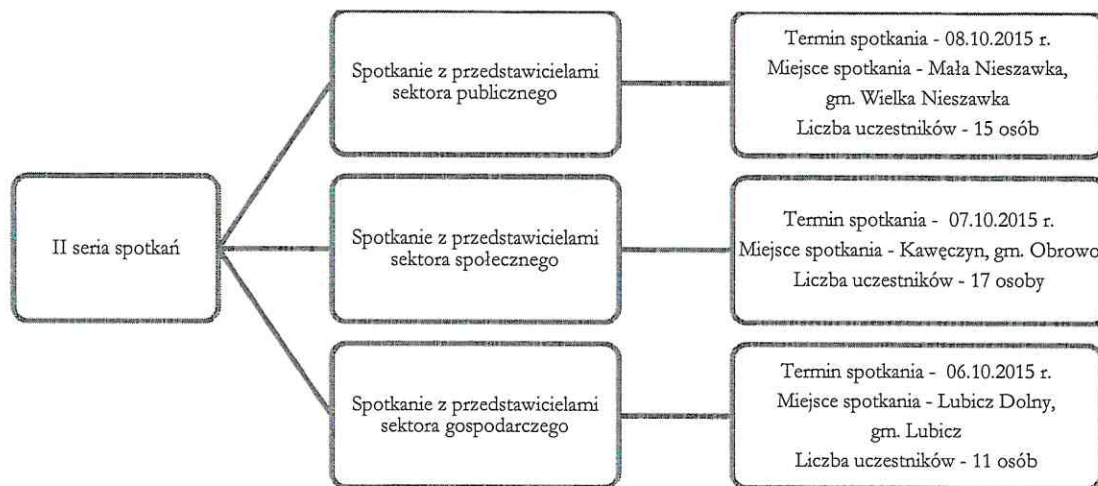 II seria spotkań
Spotkanie z przedstawicielami
sektora publicznego
Termin spotkania - 08.10.2015 r.
Miejsce spotkania - Mała Nieszawka,
gm. Wielka Nieszawka
Liczba uczestników - 15 osób
Spotkanie z przedstawicielami
sektora społecznego
Termin spotkania - 07.10.2015 r.
Miejsce spotkania - Kawęczyn, gm. Obrowo
Liczba uczestników - 17 osoby
Spotkanie z przedstawicielami
sektora gospodarczego
Termin spotkania - 06.10.2015 r.
Miejsce spotkania - Lubicz Dolny,
gm. Lubicz
Liczba uczestników - 11 osób